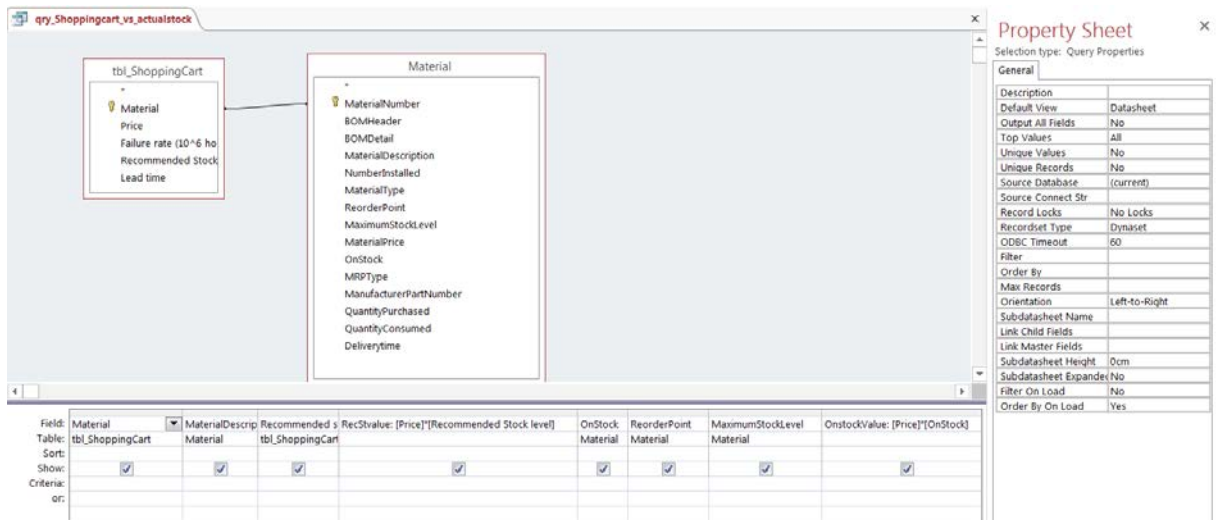 qry_Shoppingcart_vs_actualstock
tbl_ShoppingCart
*
Material
Price
Failure rate (10^6 ho
Recommended Stock
Lead time
Material
*
MaterialNumber
BOMHeader
BOMDetail
MaterialDescription
NumberInstalled
MaterialType
ReorderPoint
MaximumStockLevel
MaterialPrice
OnStock
MRPType
ManufacturerPartNumber
QuantityPurchased
QuantityConsumed
Deliverytime
Field: Material MaterialDescrip Recommended s RecStvalue: [Price]*[Recommended Stock level] OnStock ReorderPoint MaximumStockLevel OnstockValue: [Price]*[OnStock]
Table: tbl_ShoppingCart Material tbl_ShoppingCart Material Material Material
Sort:
Show:
Criteria:
or:
Property Sheet
Selection type: Query Properties
General
Description
Default View Datasheet
Output All Fields No
Top Values All
Unique Values No
Unique Records No
Source Database (current)
Source Connect Str
Record Locks No Locks
Recordset Type Dynaset
ODBC Timeout 60
Filter
Order By
Max Records
Orientation Left-to-Right
Subdatasheet Name
Link Child Fields
Link Master Fields
Subdatasheet Height 0cm
Subdatasheet Expanded No
Filter On Load No
Order By On Load Yes